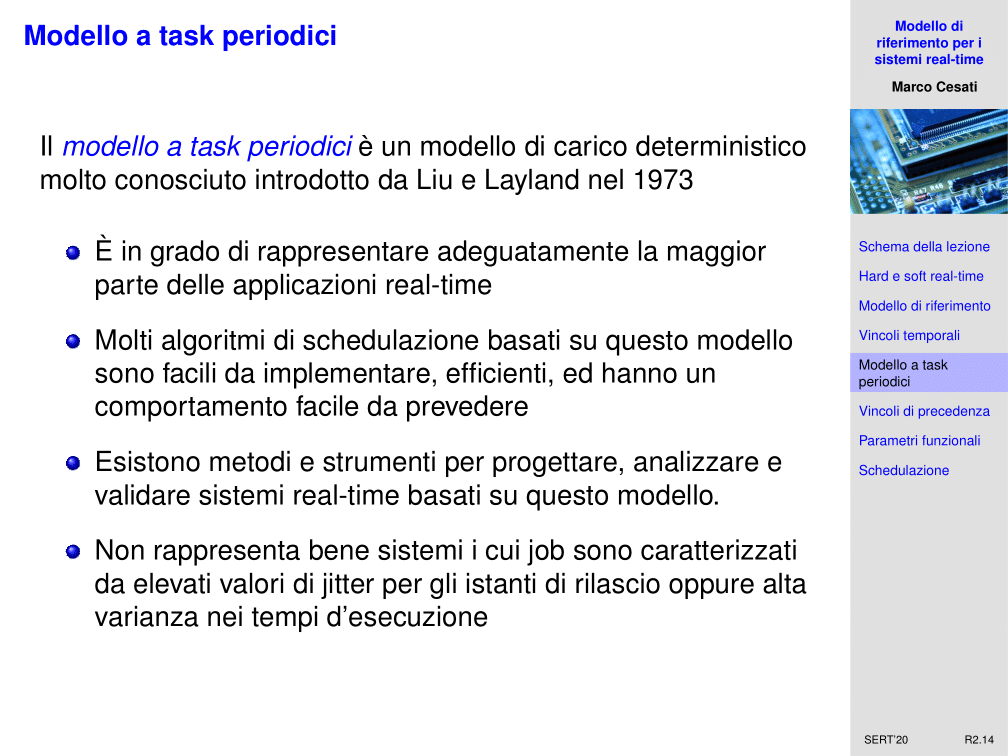 Modello a task periodici
Il modello a task periodici è un modello di carico deterministico
molto conosciuto introdotto da Liu e Layland nel 1973
È in grado di rappresentare adeguatamente la maggior
parte delle applicazioni real-time
Molti algoritmi di schedulazione basati su questo modello
sono facili da implementare, efficienti, ed hanno un
comportamento facile da prevedere
Esistono metodi e strumenti per progettare, analizzare e
validare sistemi real-time basati su questo modello.
Non rappresenta bene sistemi i cui job sono caratterizzati
da elevati valori di jitter per gli istanti di rilascio oppure alta
varianza nei tempi d'esecuzione
Modello di
riferimento per i
sistemi real-time
Marco Cesati
R47 R46
Schema della lezione
Hard e soft real-time
Modello di riferimento
Vincoli temporali
Modello a task
periodici
Vincoli di precedenza
Parametri funzionali
Schedulazione
SERT'20 R2.14